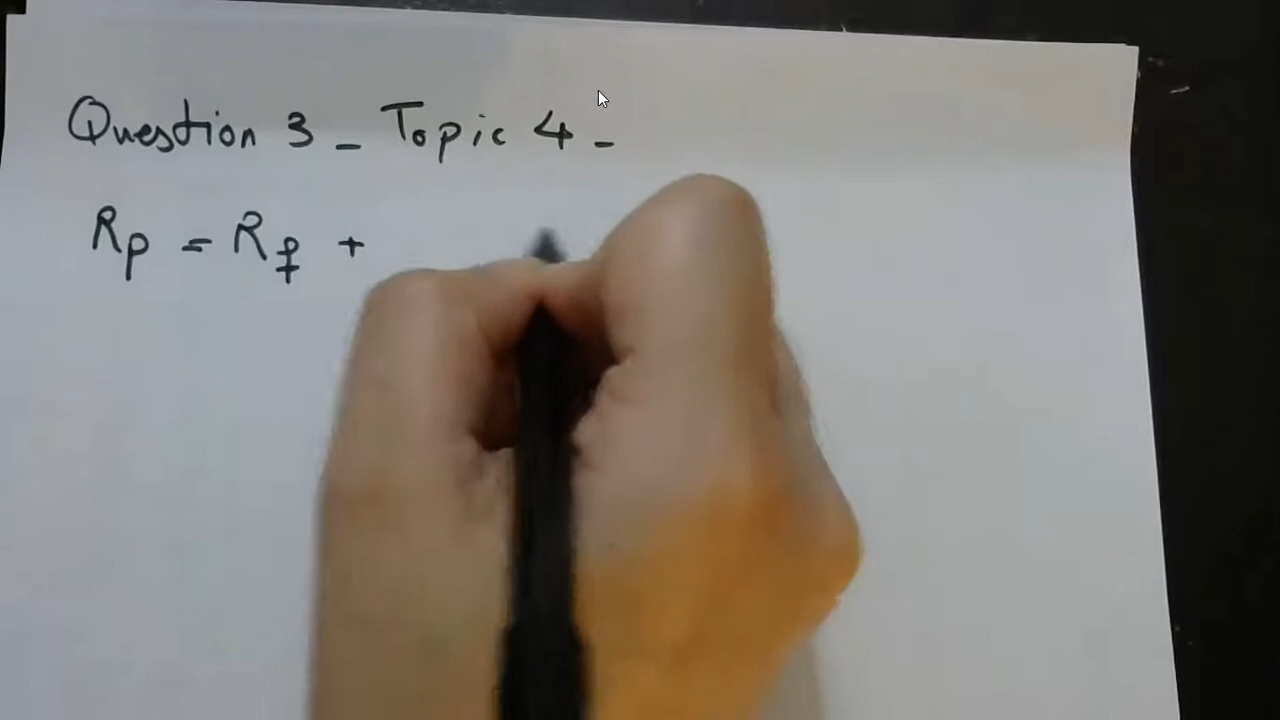 Question 3 - Topic 4 -
Rp = Rf +